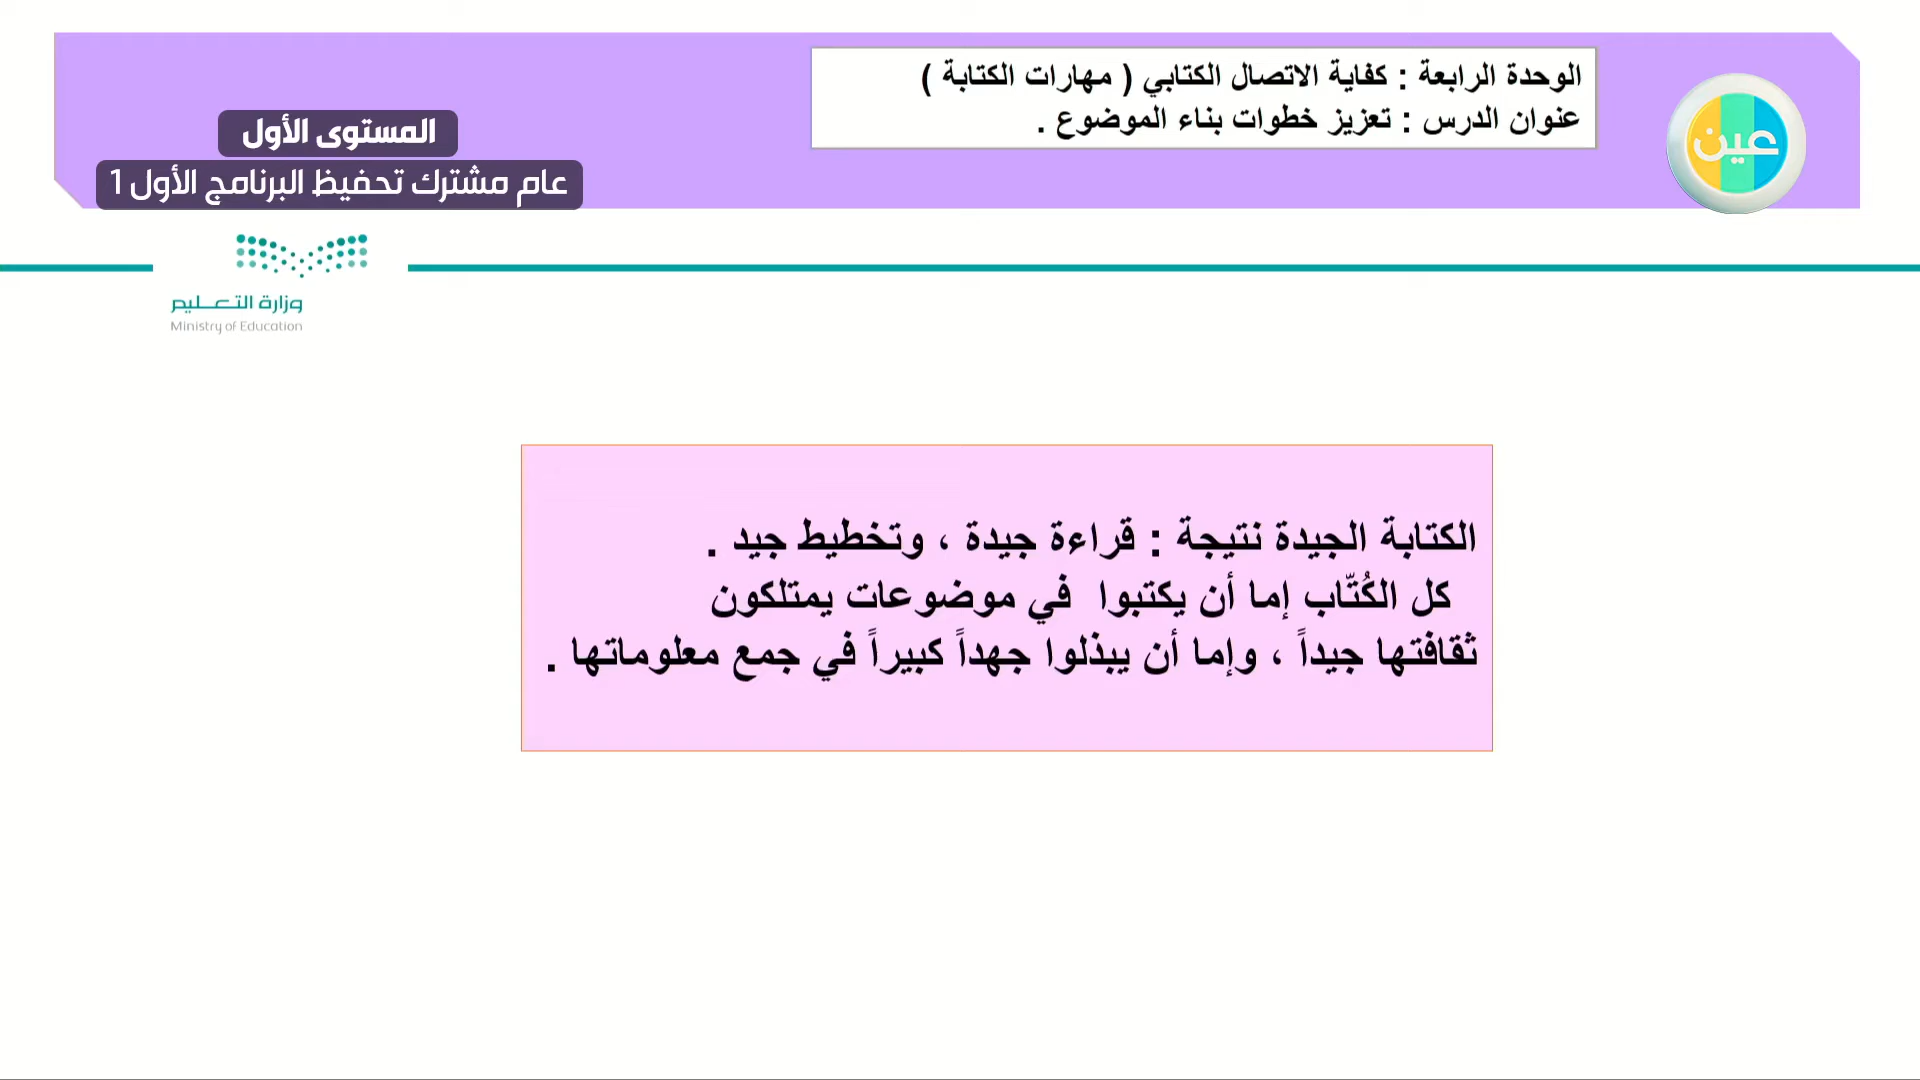 الوحدة الرابعة : كفاية الاتصال الكتابي ( مهارات الكتابة )
عنوان الدرس : تعزيز خطوات بناء الموضوع .
عين
المستوى الأول
عام مشترك تحفيظ البرنامج الأول 1
وزارة التعـليم
Ministry of Education
الكتابة الجيدة نتيجة : قراءة جيدة ، وتخطيط جيد .
كل الكُتّاب إما أن يكتبوا في موضوعات يمتلكون
ثقافتها جيداً ، وإما أن يبذلوا جهداً كبيراً في جمع معلوماتها .